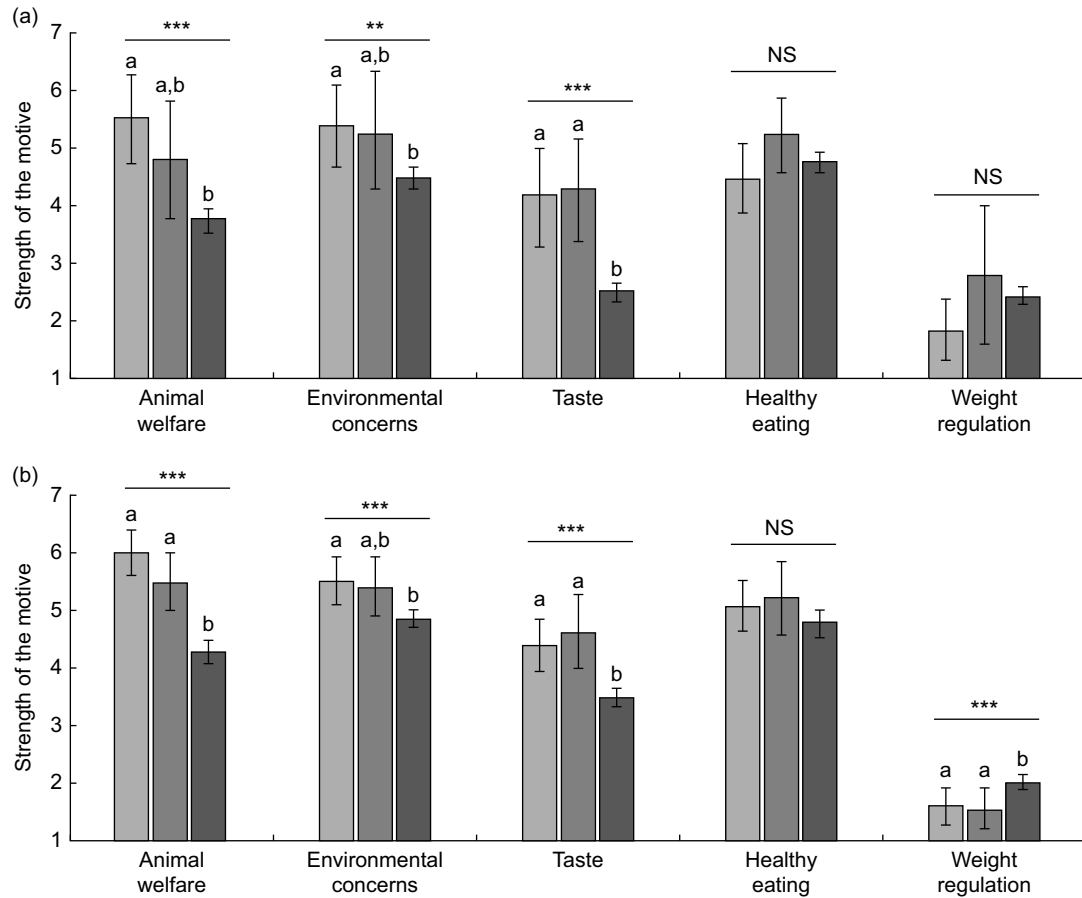 (a)
Strength of the motive
7
6
5
4
3
2
1
***
a
a,b
b
**
a
a,b
b
***
a
a
b
NS
NS
Animal
welfare
Environmental
concerns
Taste
Healthy
eating
Weight
regulation
(b)
Strength of the motive
7
6
5
4
3
2
1
***
a
a
b
***
a
a,b
b
***
a
a
b
NS
***
a
a
b
Animal
welfare
Environmental
concerns
Taste
Healthy
eating
Weight
regulation